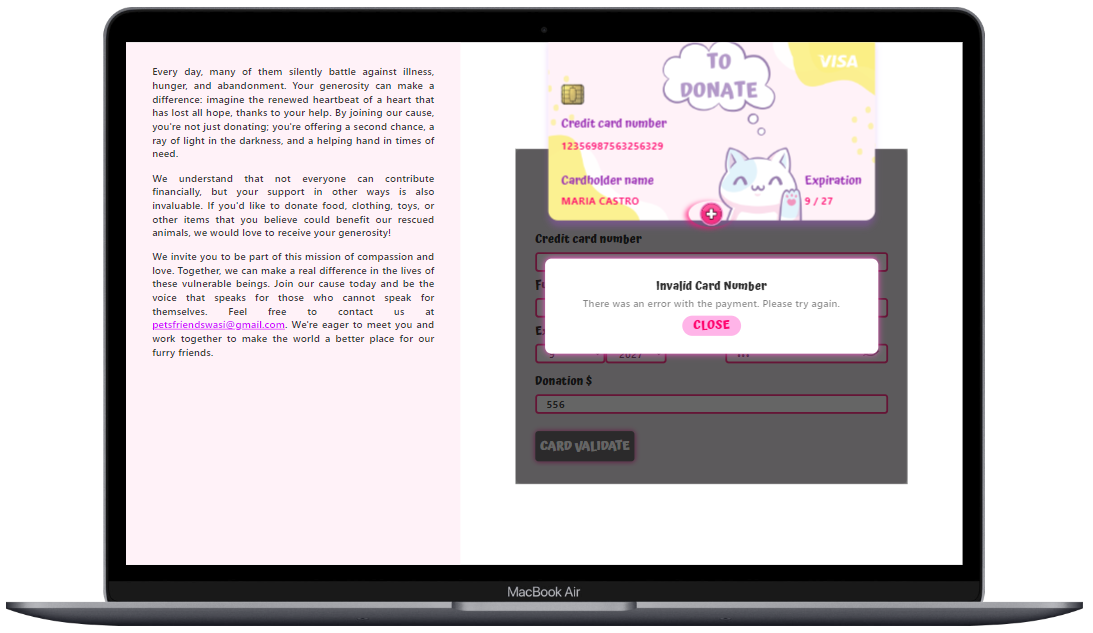 Every day, many of them silently battle against illness,
hunger, and abandonment. Your generosity can make a
difference: imagine the renewed heartbeat of a heart that
has lost all hope, thanks to your help. By joining our cause,
you're not just donating; you're offering a second chance, a
ray of light in the darkness, and a helping hand in times of
need.
We understand that not everyone can contribute
financially, but your support in other ways is also
invaluable. If you'd like to donate food, clothing, toys, or
other items that you believe could benefit our rescued
animals, we would love to receive your generosity!
We invite you to be part of this mission of compassion and
love. Together, we can make a real difference in the lives of
these vulnerable beings. Join our cause today and be the
voice that speaks for those who cannot speak for
themselves. Feel free to contact us at
petsfriendswasi@gmail.com. We're eager to meet you and
work together to make the world a better place for our
furry friends.
TO
DONATE
VISA
Credit card number
12356987563256329
Cardholder name
MARIA CASTRO
Expiration
9 / 27
Credit card number
Invalid Card Number
There was an error with the payment. Please try again.
CLOSE
9 2027
Donation $
556
CARD VALIDATE
MacBook Air